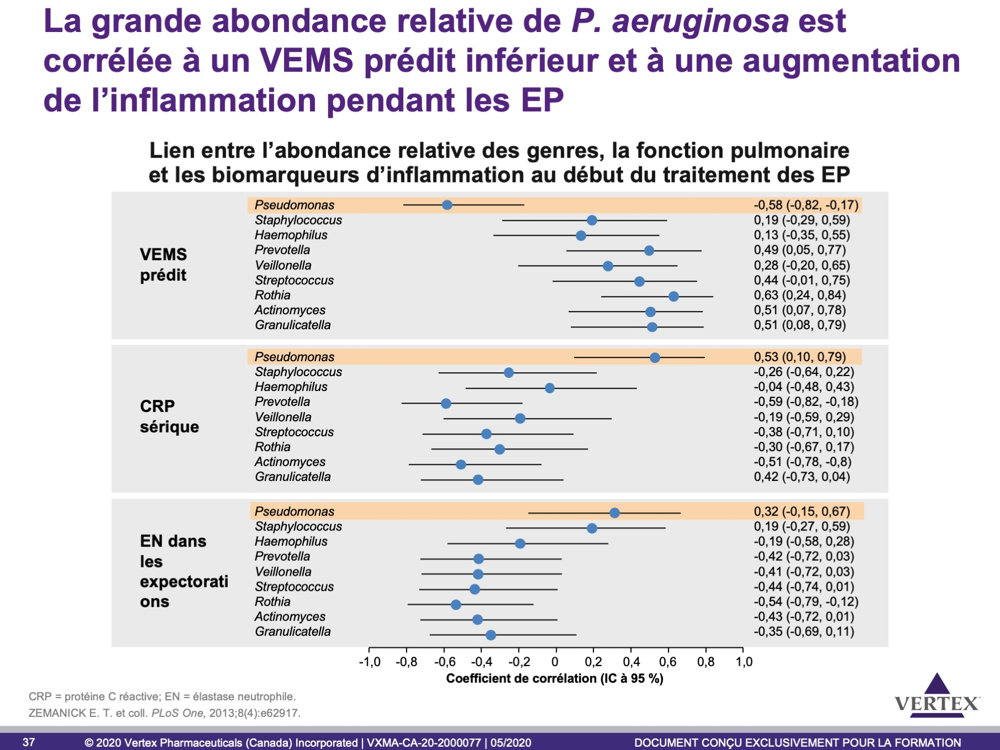 La grande abondance relative de P. aeruginosa est
corrélée à un VEMS prédit inférieur et à une augmentation
de l’inflammation pendant les EP
Lien entre l’abondance relative des genres, la fonction pulmonaire
et les biomarqueurs d’inflammation au début du traitement des EP
VEMS
prédit
Pseudomonas -0,58 (-0,82, -0,17)
Staphylococcus 0,19 (-0,29, 0,59)
Haemophilus 0,13 (-0,35, 0,55)
Prevotella 0,49 (0,05, 0,77)
Veillonella 0,28 (-0,20, 0,65)
Streptococcus 0,44 (-0,01, 0,75)
Rothia 0,63 (0,24, 0,84)
Actinomyces 0,51 (0,07, 0,78)
Granulicatella 0,51 (0,08, 0,79)
CRP
sérique
Pseudomonas 0,53 (0,10, 0,79)
Staphylococcus -0,26 (-0,64, 0,22)
Haemophilus -0,04 (-0,48, 0,43)
Prevotella -0,59 (-0,82, -0,18)
Veillonella -0,19 (-0,59, 0,29)
Streptococcus -0,38 (-0,71, 0,10)
Rothia -0,30 (-0,67, 0,17)
Actinomyces -0,51 (-0,78, -0,8)
Granulicatella 0,42 (-0,73, 0,04)
EN dans
les
expectorati
ons
Pseudomonas 0,32 (-0,15, 0,67)
Staphylococcus 0,19 (-0,27, 0,59)
Haemophilus -0,19 (-0,58, 0,28)
Prevotella -0,42 (-0,72, 0,03)
Veillonella -0,41 (-0,72, 0,03)
Streptococcus -0,44 (-0,74, 0,01)
Rothia -0,54 (-0,79, -0,12)
Actinomyces -0,43 (-0,72, 0,01)
Granulicatella -0,35 (-0,69, 0,11)
-1,0 -0,8 -0,6 -0,4 -0,2 0 0,2 0,4 0,6 0,8 1,0
Coefficient de corrélation (IC à 95 %)
CRP = protéine C réactive; EN = élastase neutrophile.
ZEMANICK E. T. et coll. PLoS One, 2013;8(4):e62917.
VERTEX
37 © 2020 Vertex Pharmaceuticals (Canada) Incorporated | VXMA-CA-20-2000077 | 05/2020 DOCUMENT CONÇU EXCLUSIVEMENT POUR LA FORMATION